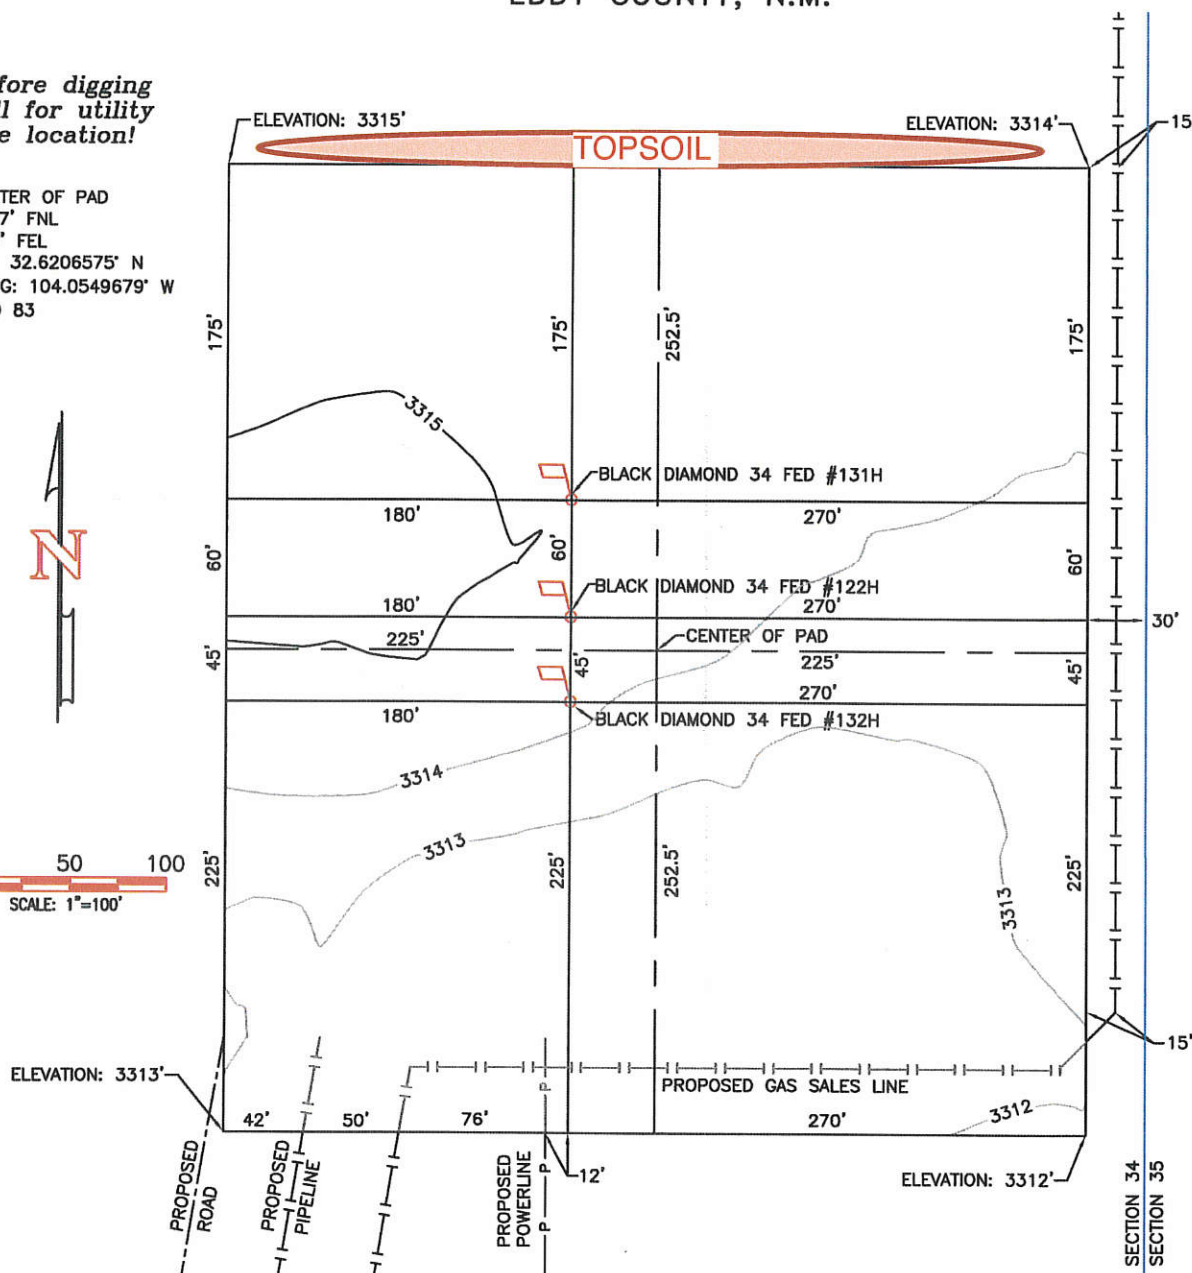 EDDY COUNTY, N.M.
fore digging
ll for utility
e location!
TER OF PAD
7' FNL
' FEL
32.6206575° N
G: 104.0549679° W
83
ELEVATION: 3315'
ELEVATION: 3314'
15
TOPSOIL
175'
175'
252.5'
175'
3315
BLACK DIAMOND 34 FED #131H
180'
270'
N
60'
60'
60'
BLACK DIAMOND 34 FED #122H
180'
270'
30'
225'
CENTER OF PAD
225'
45'
45'
45'
180'
270'
BLACK DIAMOND 34 FED #132H
3314
3313
50 100
SCALE: 1"=100'
225'
225'
252.5'
225'
3313
15'
ELEVATION: 3313'
PROPOSED GAS SALES LINE
P
3312
42'
50'
76'
270'
12'
ELEVATION: 3312'
PROPOSED
ROAD
PROPOSED
PIPELINE
PROPOSED
POWERLINE
P
P
SECTION 34
SECTION 35